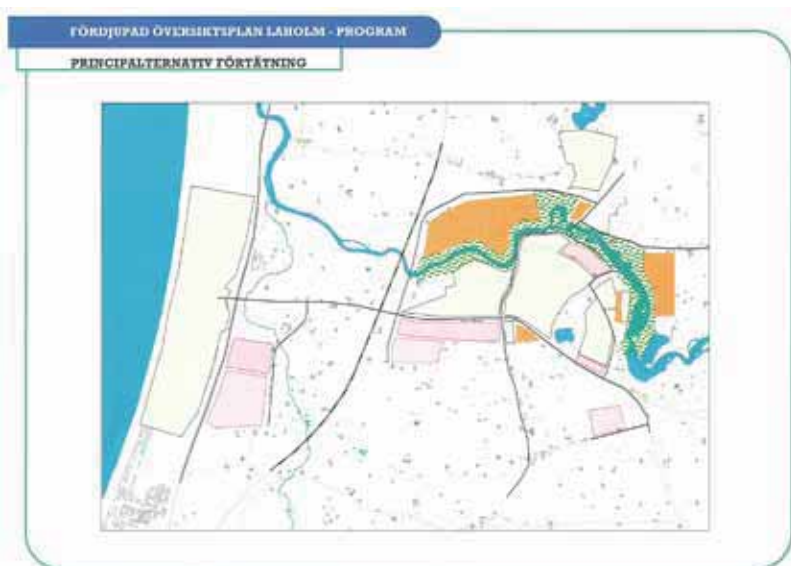 FÖRDJUPAD ÖVERSIKTSPLAN LAHOLM - PROGRAM
PRINCIPALTERNATIV FÖRTÄTNING